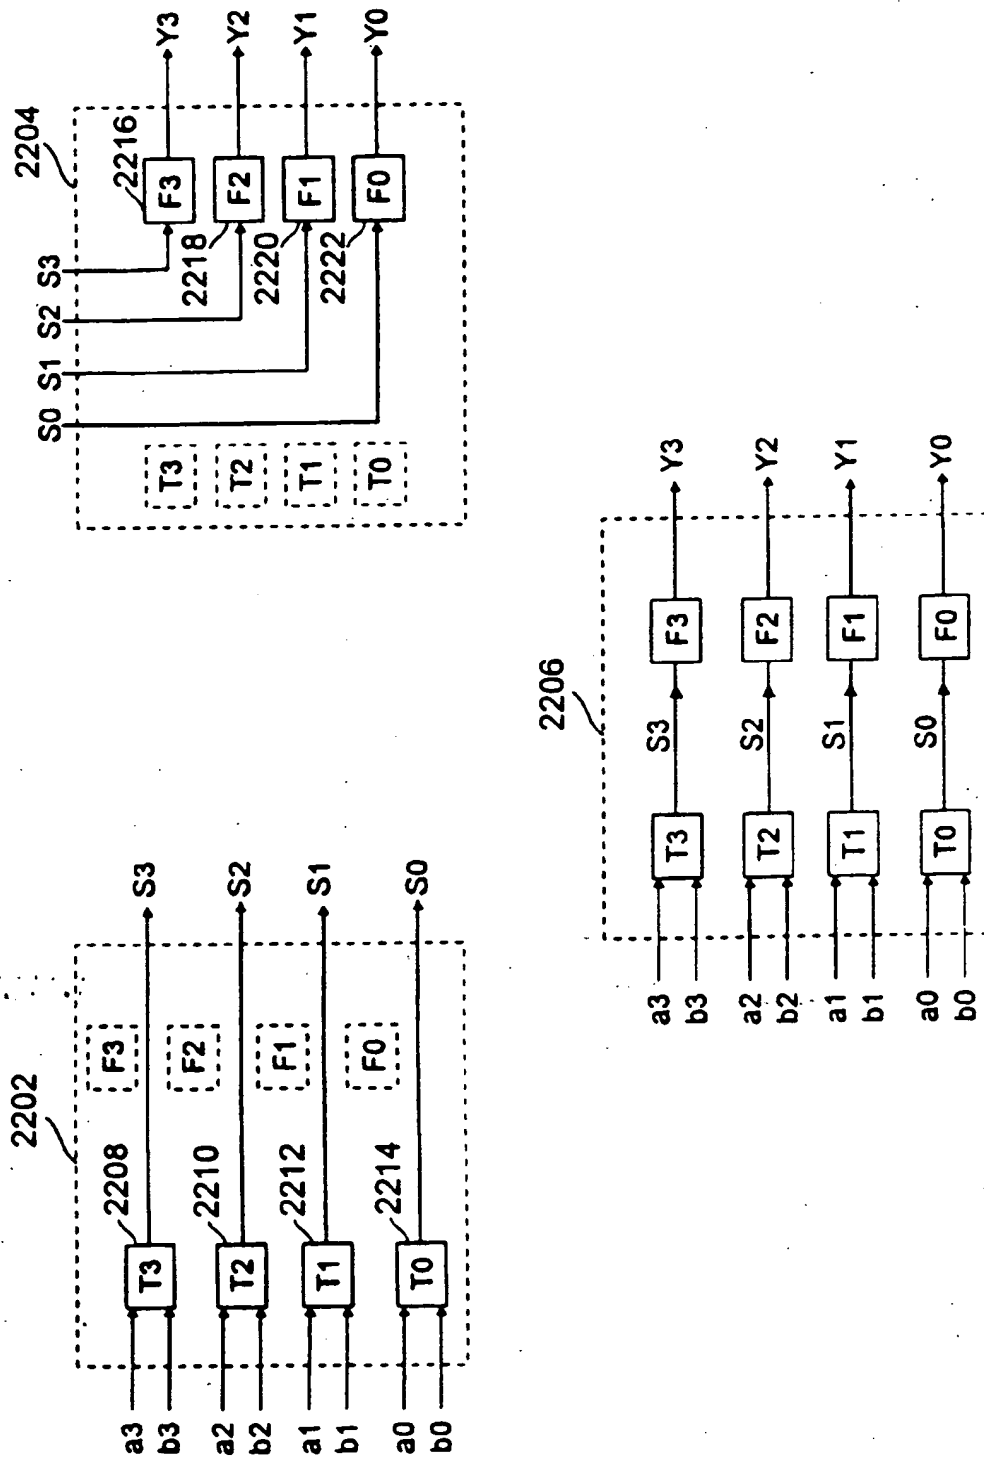 2202
F3
2208
a3
T3
S3
b3
F2
2210
a2
T2
S2
b2
F1
2212
a1
T1
S1
b1
F0
2214
a0
T0
S0
b0
2204
S0 S1 S2 S3
2216
T3 F3 Y3
2218
T2 F2 Y2
2220
T1 F1 Y1
2222
T0 F0 Y0
2206
a3
T3 S3 F3 Y3
b3
a2
T2 S2 F2 Y2
b2
a1
T1 S1 F1 Y1
b1
a0
T0 S0 F0 Y0
b0